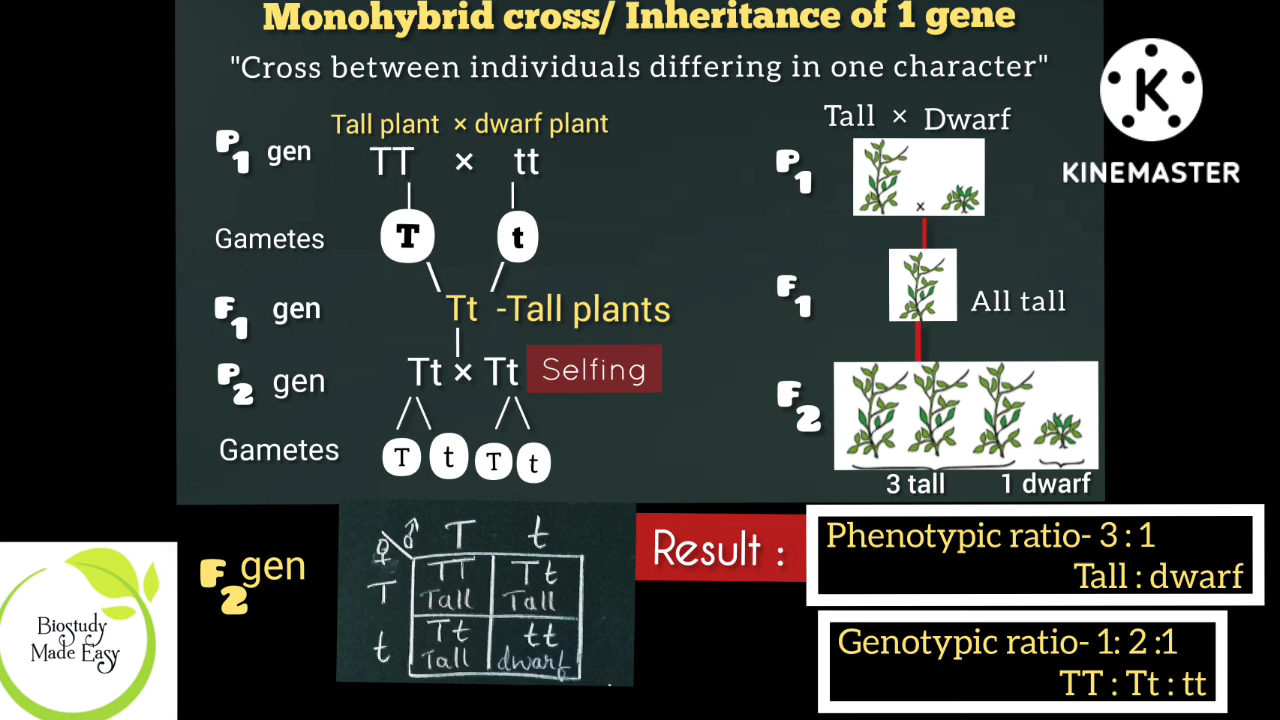 Monohybrid cross/ Inheritance of 1 gene
"Cross between individuals differing in one character"
Tall plant × dwarf plant
P1 gen TT × tt
Gametes T t
F1 gen Tt -Tall plants
P2 gen Tt × Tt Selfing
Gametes T t T t
Tall × Dwarf
P1 ×
F1 All tall
F2
3 tall 1 dwarf
K
KINEMASTER
F2 gen
♀ ♂ T t
T TT Tt
Tall Tall
t Tt tt
Tall dwarf
Result :
Phenotypic ratio- 3 : 1
Tall : dwarf
Genotypic ratio- 1: 2 :1
TT : Tt : tt
Biostudy
Made Easy